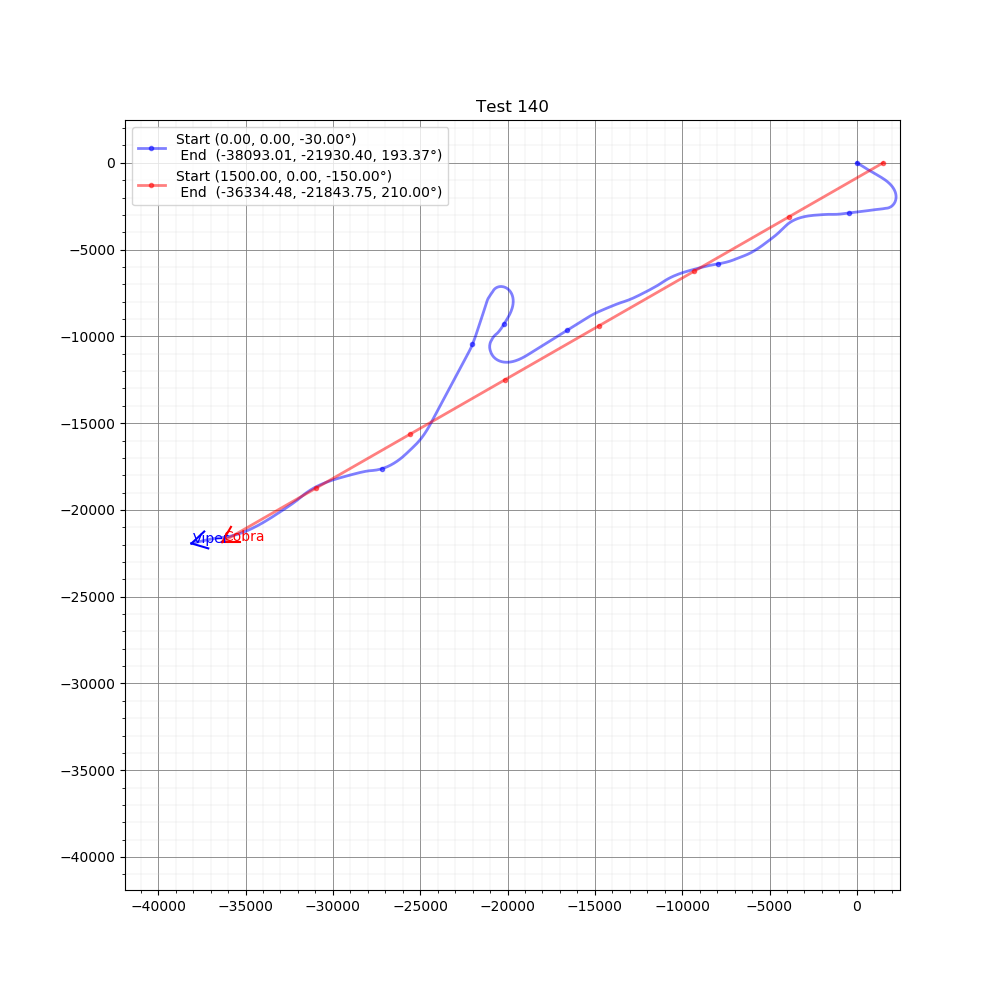 Test 140
Start (0.00, 0.00, -30.00°)
End (-38093.01, -21930.40, 193.37°)
Start (1500.00, 0.00, -150.00°)
End (-36334.48, -21843.75, 210.00°)
0
−5000
−10000
−15000
−20000
−25000
−30000
−35000
−40000
Viper
Cobra
−40000 −35000 −30000 −25000 −20000 −15000 −10000 −5000 0